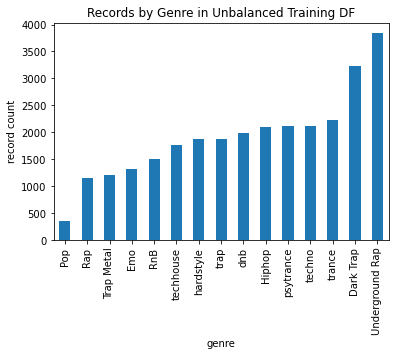 Records by Genre in Unbalanced Training DF
record count
4000
3500
3000
2500
2000
1500
1000
500
0
Pop
Rap
Trap Metal
Emo
RnB
techhouse
hardstyle
trap
dnb
Hiphop
psytrance
techno
trance
Dark Trap
Underground Rap
genre